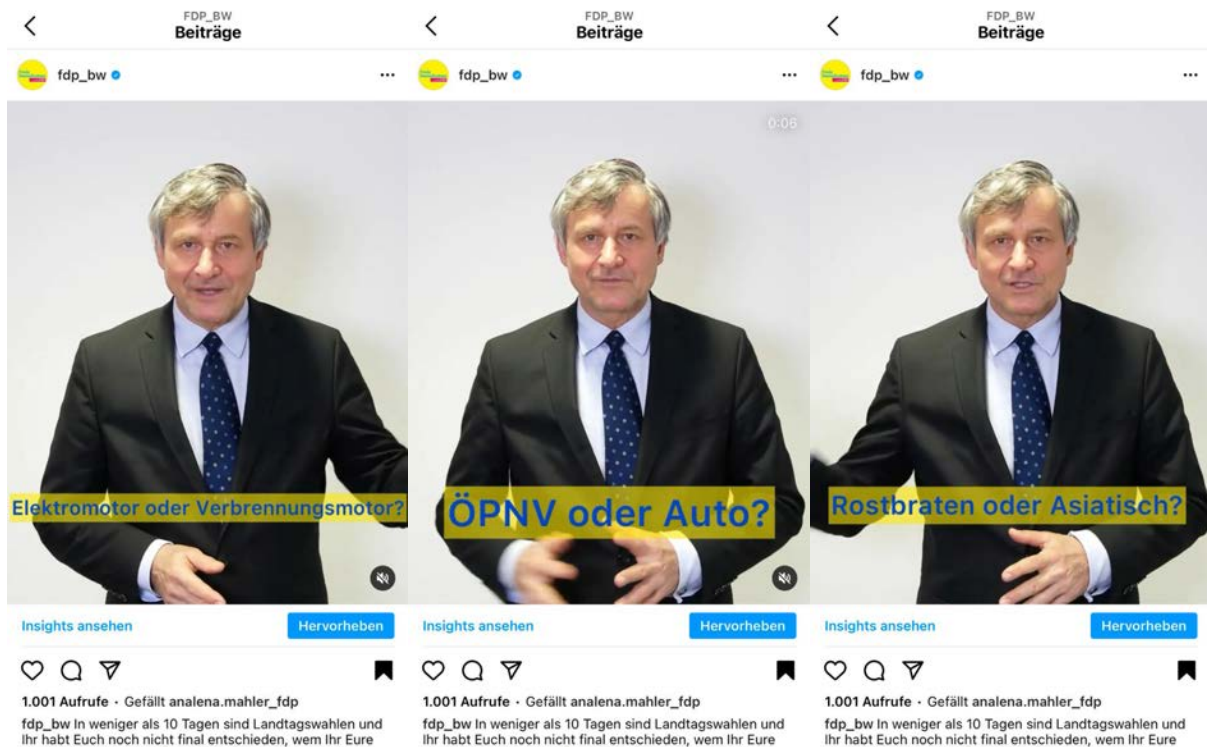 FDP_BW
Beiträge
fdp_bw
Elektromotor oder Verbrennungsmotor?
Insights ansehen
Hervorheben
1.001 Aufrufe · Gefällt analena.mahler_fdp
fdp_bw In weniger als 10 Tagen sind Landtagswahlen und
Ihr habt Euch noch nicht final entschieden, wem Ihr Eure
FDP_BW
Beiträge
fdp_bw
0:06
ÖPNV oder Auto?
Insights ansehen
Hervorheben
1.001 Aufrufe · Gefällt analena.mahler_fdp
fdp_bw In weniger als 10 Tagen sind Landtagswahlen und
Ihr habt Euch noch nicht final entschieden, wem Ihr Eure
FDP_BW
Beiträge
fdp_bw
Rostbraten oder Asiatisch?
Insights ansehen
Hervorheben
1.001 Aufrufe · Gefällt analena.mahler_fdp
fdp_bw In weniger als 10 Tagen sind Landtagswahlen und
Ihr habt Euch noch nicht final entschieden, wem Ihr Eure